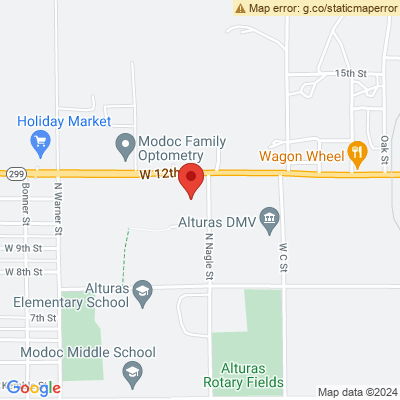 Map error: g.co/staticmaperror
15th St
Holiday Market
Modoc Family
Optometry
Wagon Wheel
Oak St
299
W 12th
Bonner St
N Warner St
Alturas DMV
N Nagle St
W C St
W 9th St
W 8th St
Alturas
Elementary School
7th St
Modoc Middle School
Alturas
Rotary Fields
Google
Map data ©2024